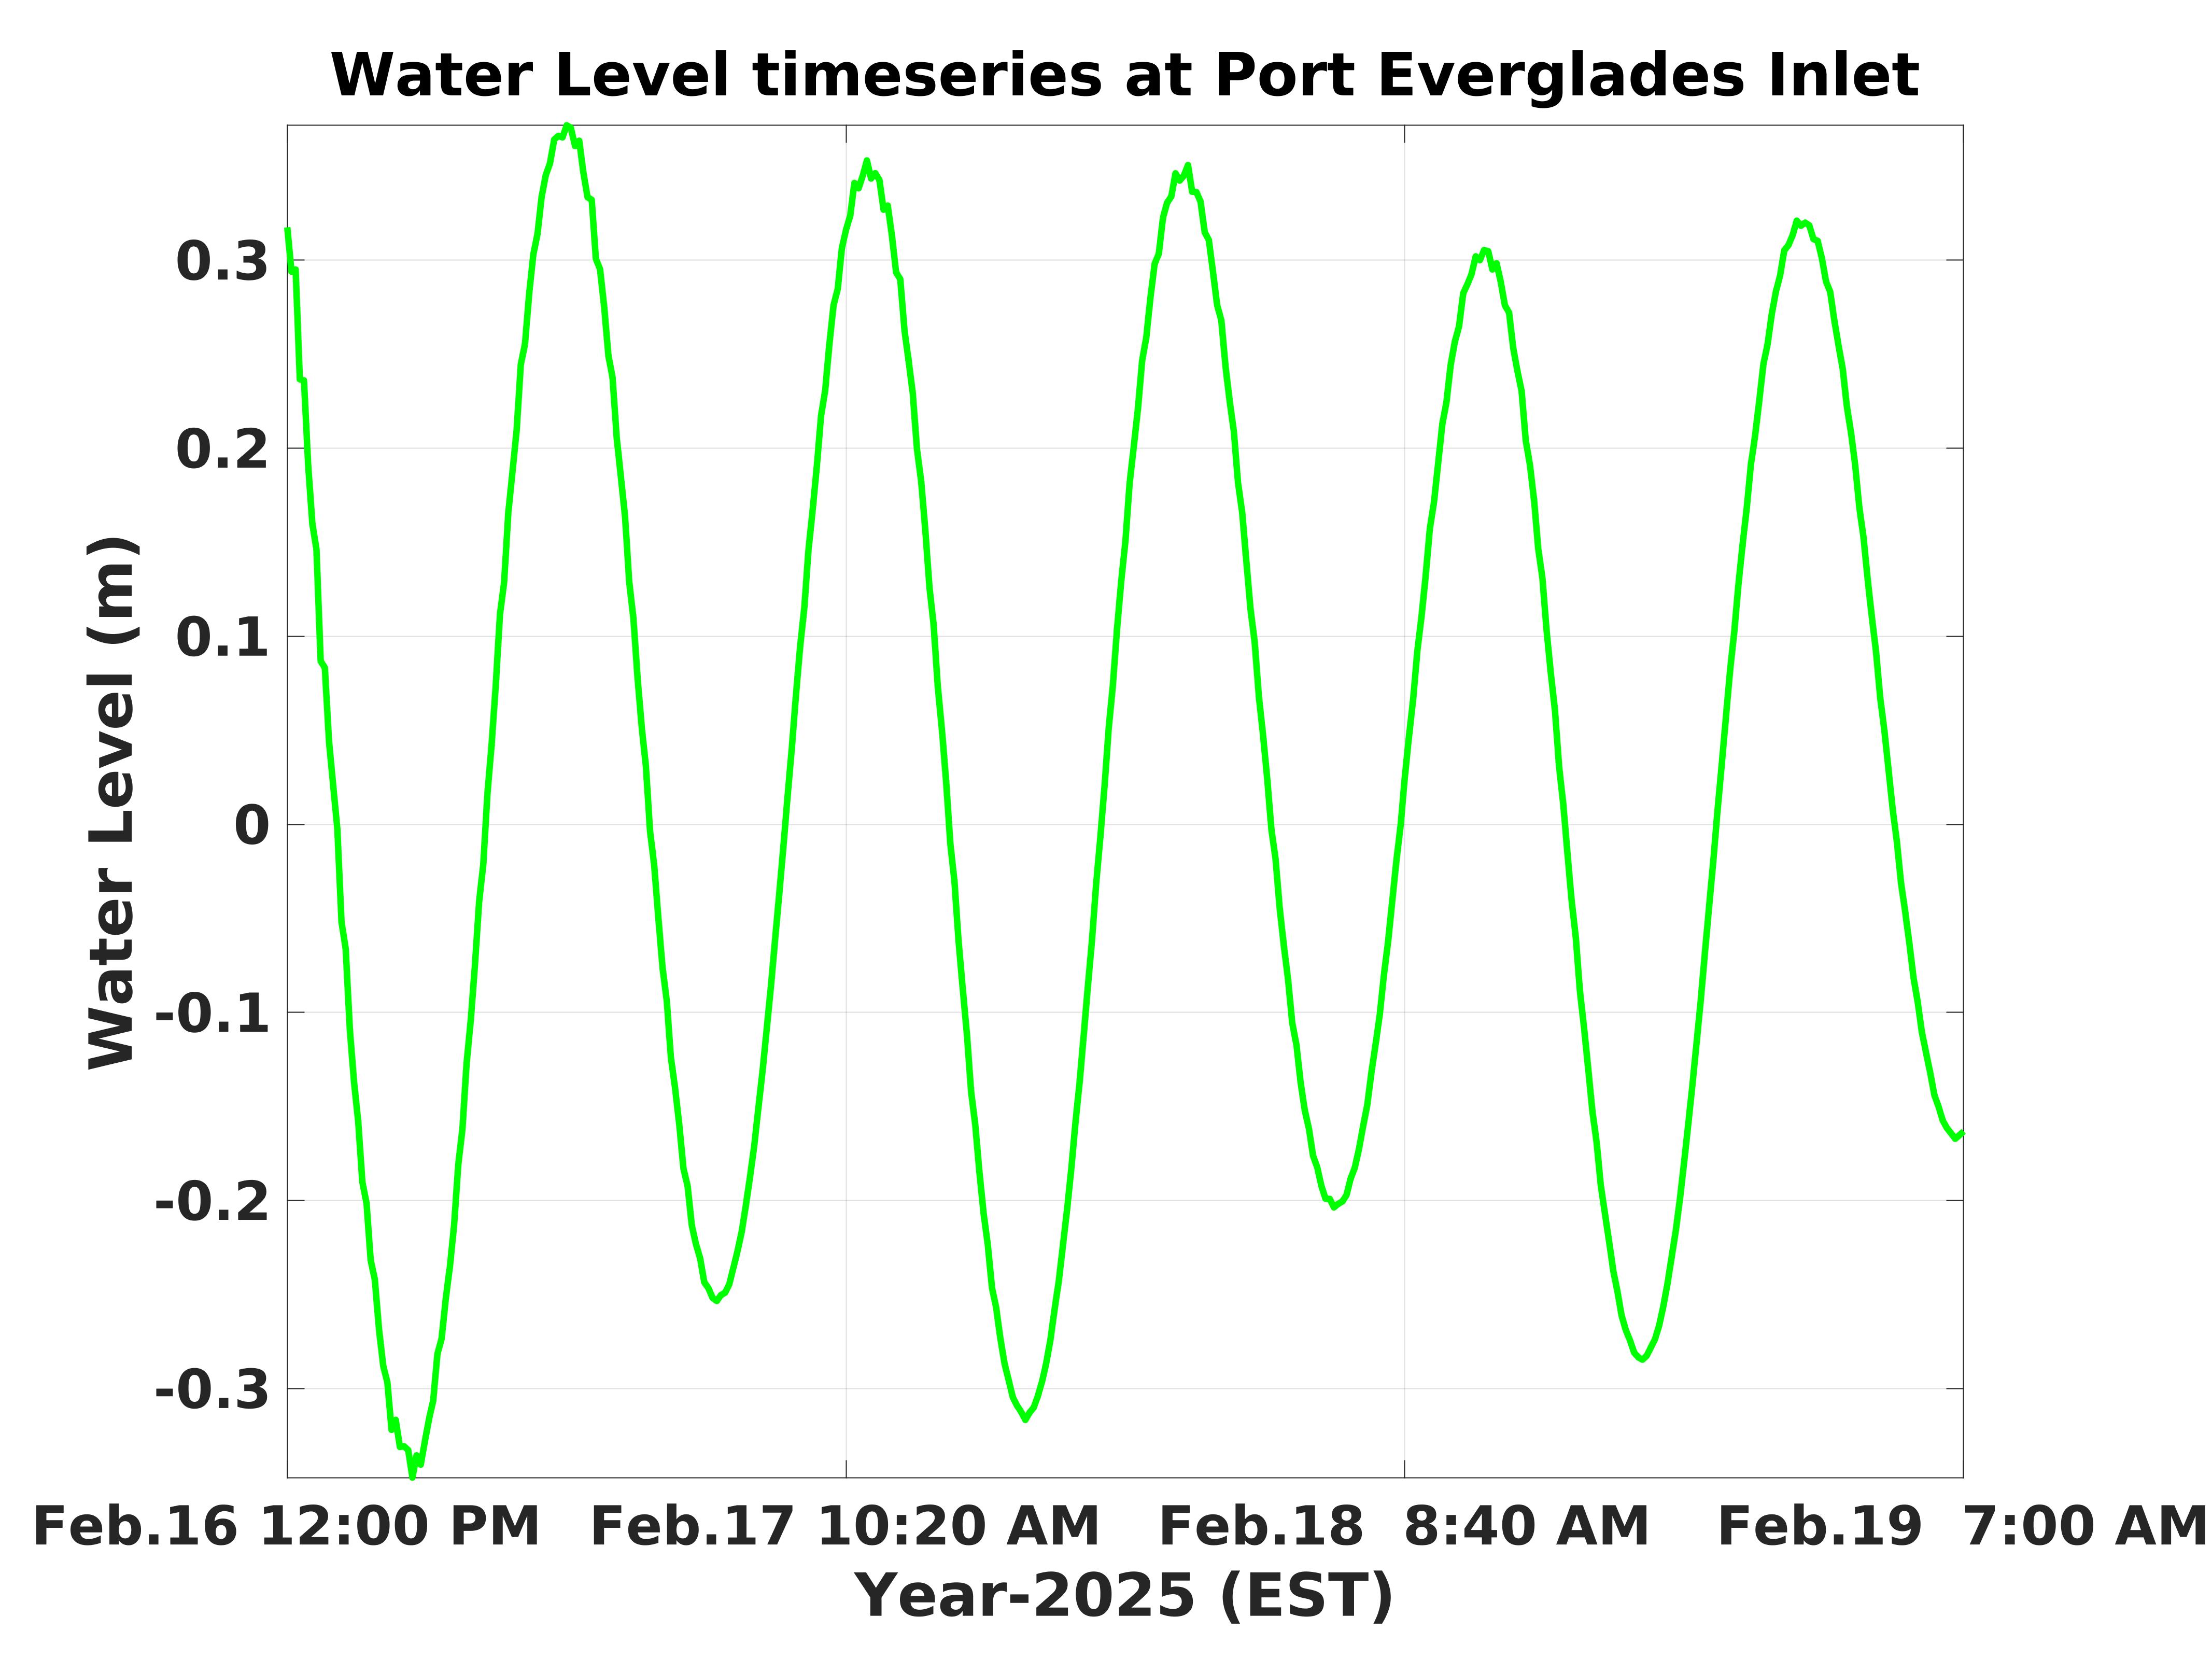 Water Level timeseries at Port Everglades Inlet
Water Level (m)
0.3
0.2
0.1
0
-0.1
-0.2
-0.3
Feb.16 12:00 PM Feb.17 10:20 AM Feb.18 8:40 AM Feb.19 7:00 AM
Year-2025 (EST)